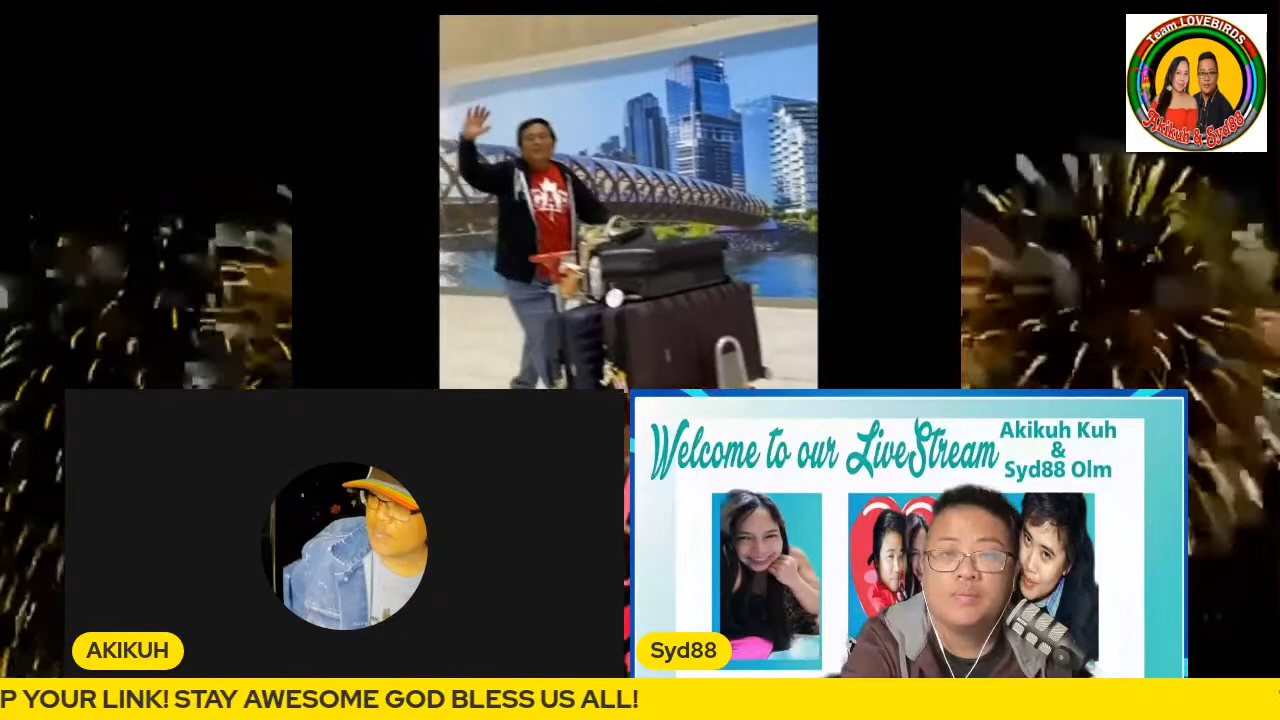 Team LOVEBIRDS
Akikuh & Syd88
GAP
Welcome to our LiveStream
Akikuh Kuh
&
Syd88 Olm
AKIKUH
Syd88
P YOUR LINK! STAY AWESOME GOD BLESS US ALL!